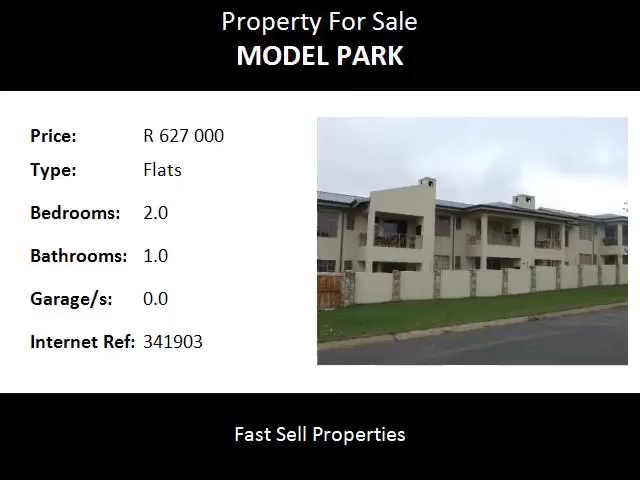 Property For Sale
MODEL PARK
Price: R 627 000
Type: Flats
Bedrooms: 2.0
Bathrooms: 1.0
Garage/s: 0.0
Internet Ref: 341903
Fast Sell Properties